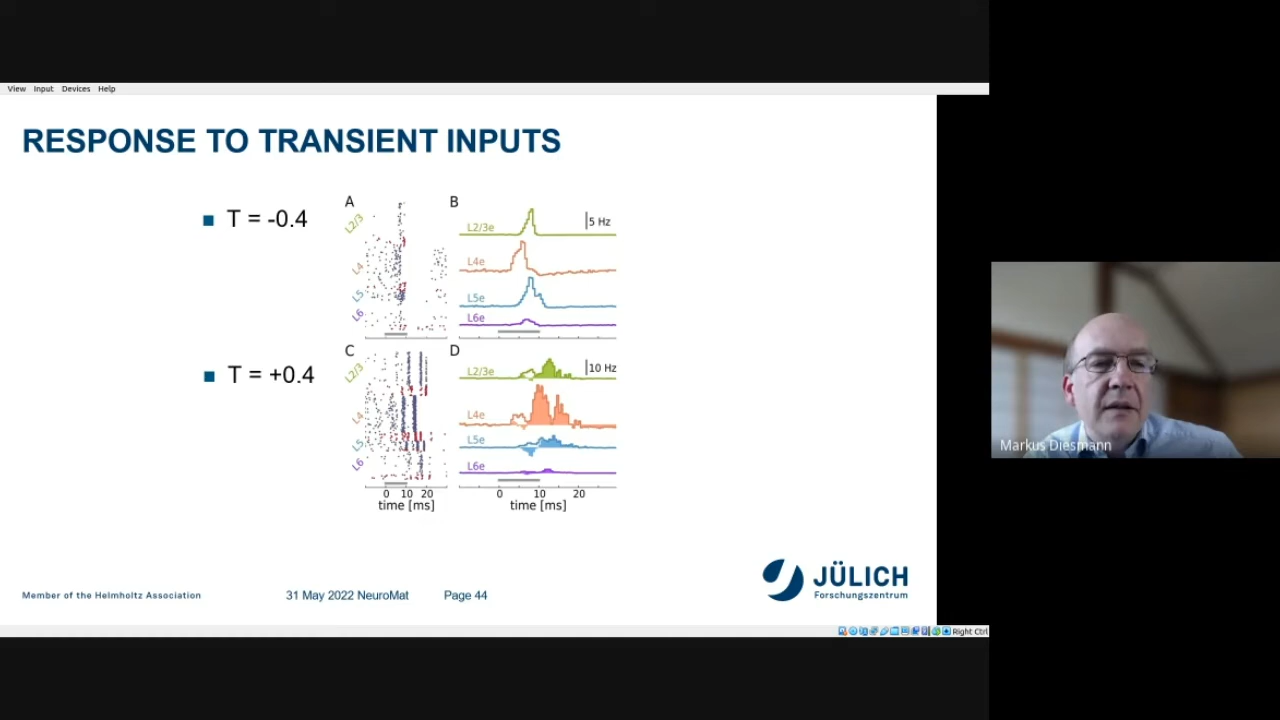 View Input Devices Help
RESPONSE TO TRANSIENT INPUTS
T = -0.4
A
L2/3
L4
L5
L6
B
5 Hz
L2/3e
L4e
L5e
L6e
T = +0.4
C
L2/3
L4
L5
L6
0 10 20
time [ms]
D
10 Hz
L2/3e
L4e
L5e
L6e
0 10 20
time [ms]
Markus Diesmann
JÜLICH
Forschungszentrum
Member of the Helmholtz Association
31 May 2022 NeuroMat
Page 44
Right Ctrl